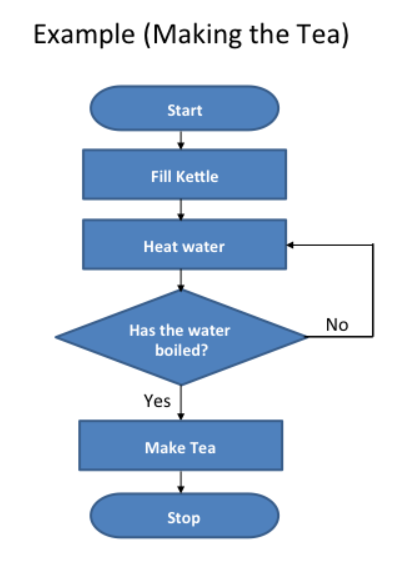 Example (Making the Tea)
Start
Fill Kettle
Heat water
Has the water
boiled?
No
Yes
Make Tea
Stop